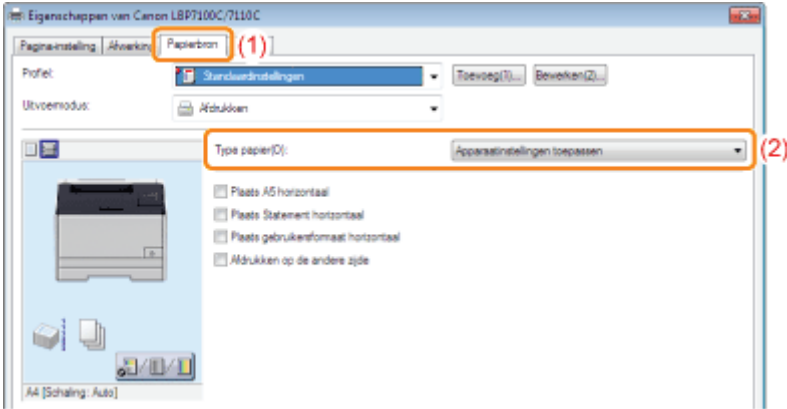 Eigenschappen van Canon LBP7100C/7110C
Pagina-instelling Afwerking Papierbron (1)
Profiel: Standaardinstellingen Toevoeg(1)... Bewerken(2)...
Uitvoermodus: Afdrukken
Type papier(O): Apparaatinstellingen toepassen (2)
Plaats A5 horizontaal
Plaats Statement horizontaal
Plaats gebruikersformaat horizontaal
Afdrukken op de andere zijde
A4 [Schaling: Auto]